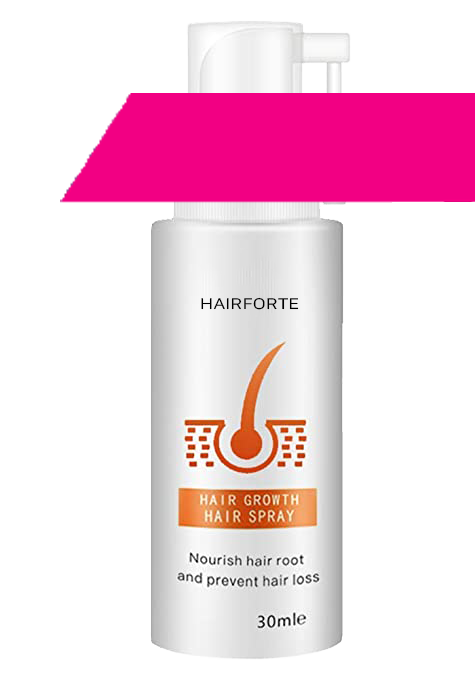 HAIRFORTE
HAIR GROWTH
HAIR SPRAY
Nourish hair root
and prevent hair loss
30mle